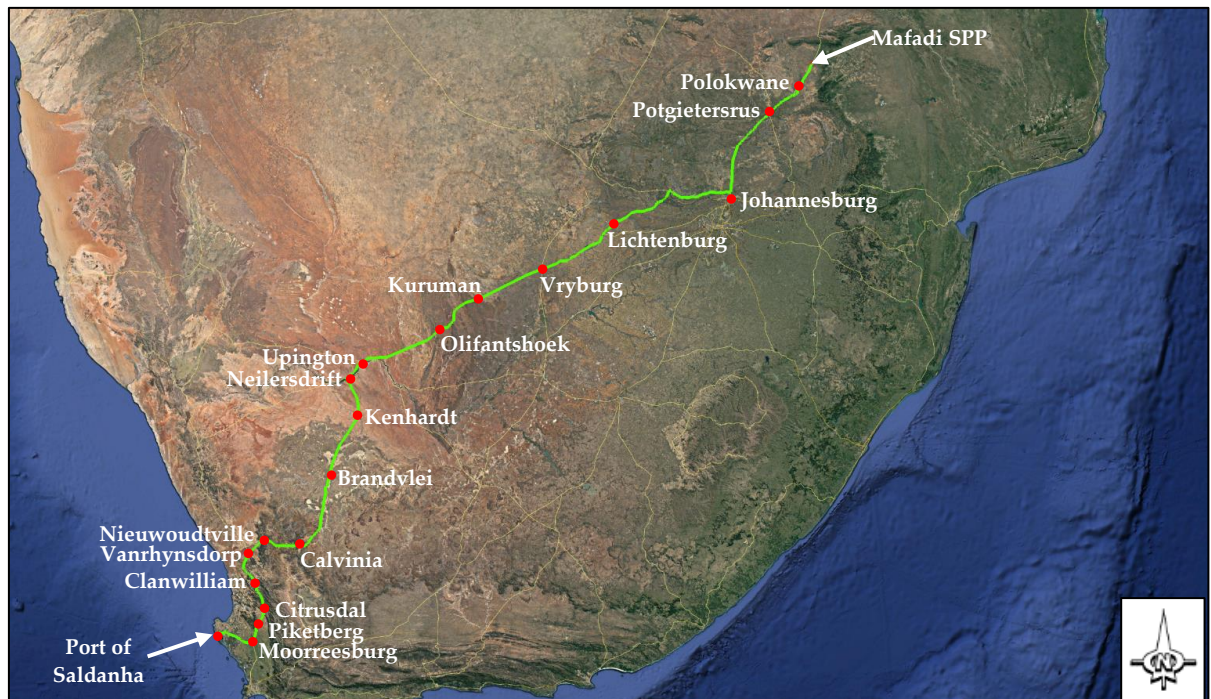 Mafadi SPP
Polokwane
Potgietersrus
Johannesburg
Lichtenburg
Vryburg
Kuruman
Olifantshoek
Upington
Neilersdrift
Kenhardt
Brandvlei
Nieuwoudtville
Vanrhynsdorp
Calvinia
Clanwilliam
Citrusdal
Piketberg
Moorreesburg
Port of
Saldanha